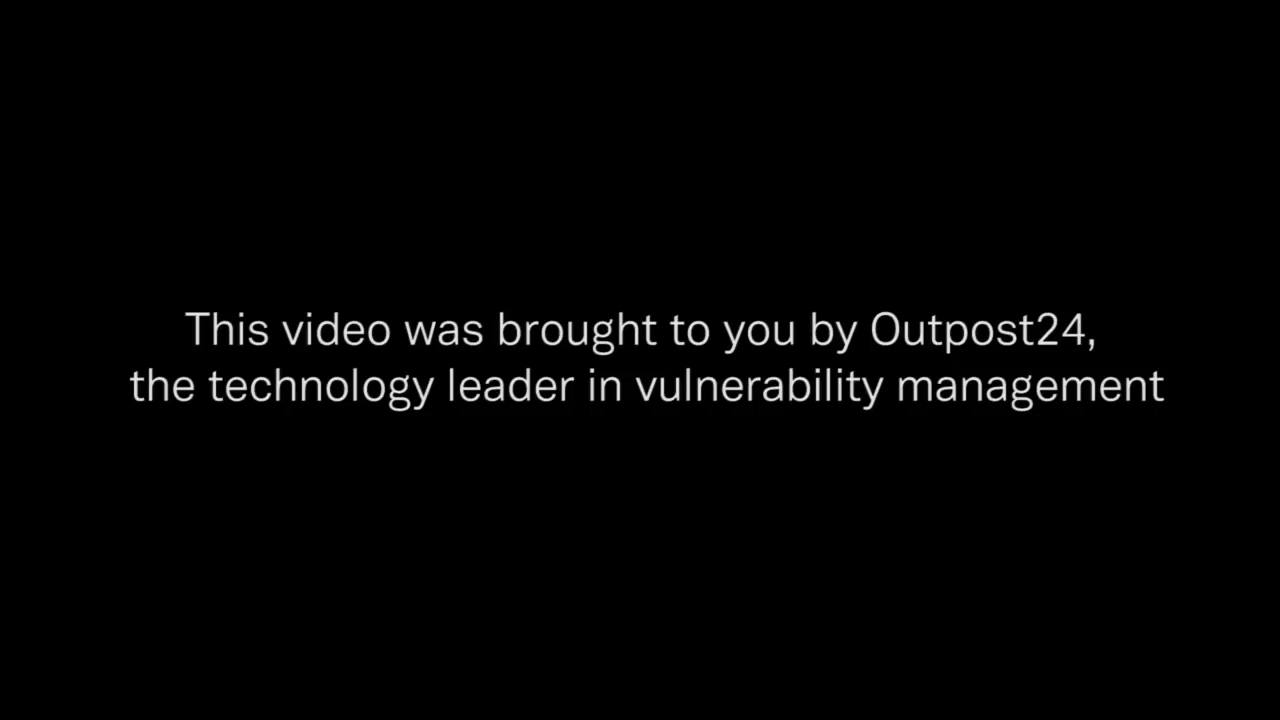 This video was brought to you by Outpost24,
the technology leader in vulnerability management